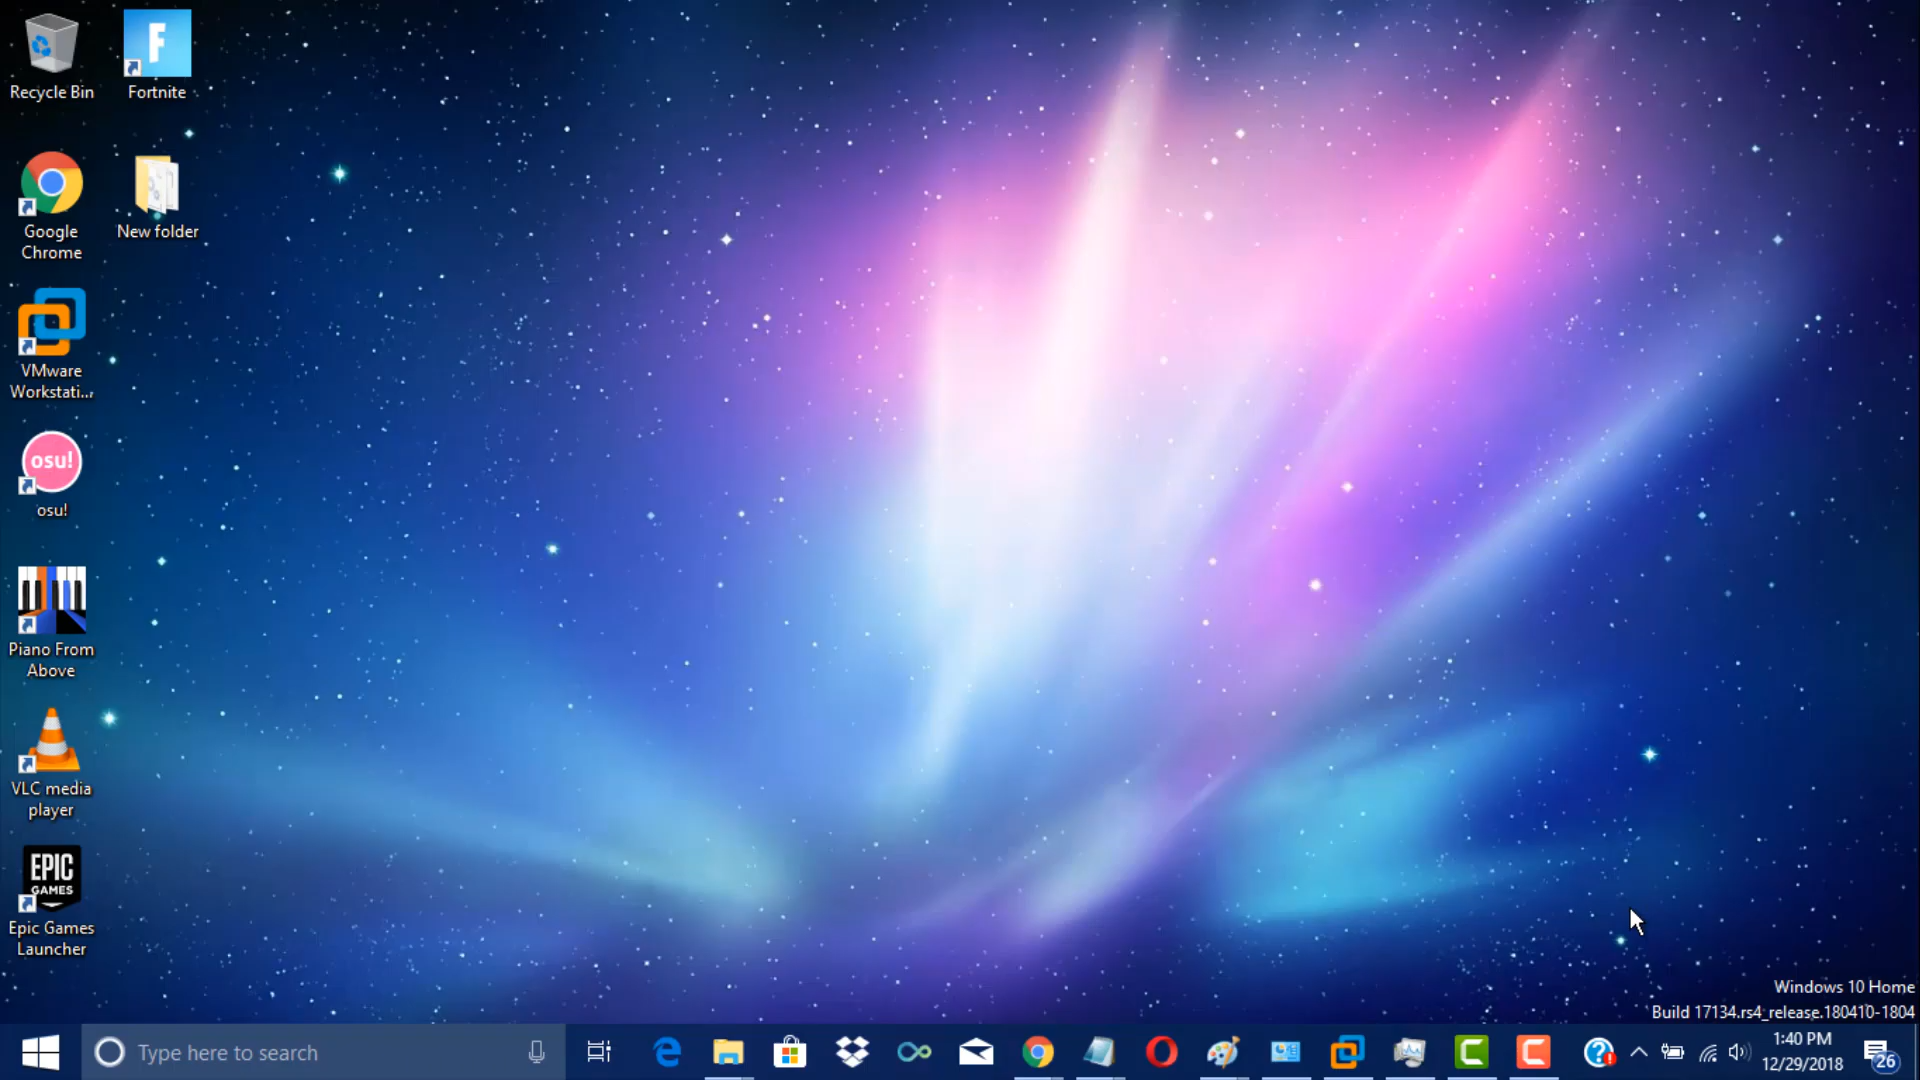 Recycle Bin
Fortnite
Google
Chrome
New folder
VMware
Workstati...
osu!
osu!
Piano From
Above
VLC media
player
EPIC
GAMES
Epic Games
Launcher
Windows 10 Home
Build 17134.rs4_release.180410-1804
Type here to search
1:40 PM
12/29/2018
26